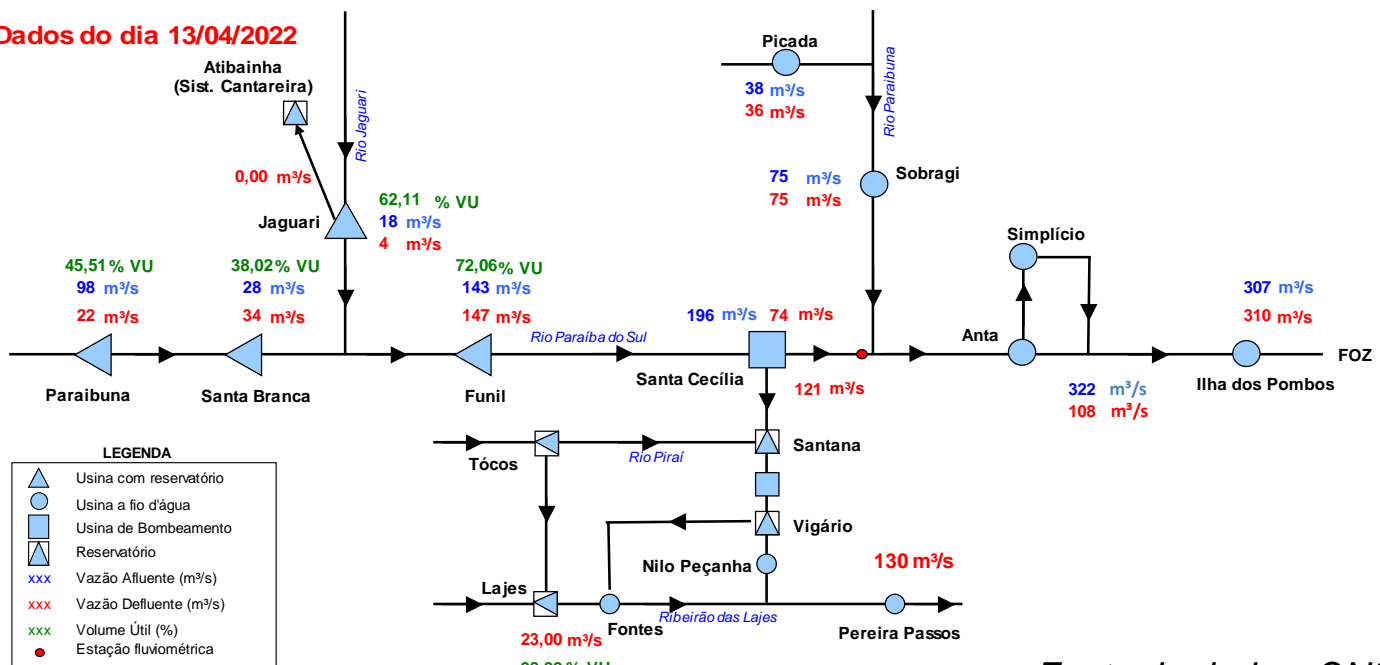 Dados do dia 13/04/2022
Picada
38 m³/s
36 m³/s
Rio Paraibuna
Atibainha
(Sist. Cantareira)
Rio Jaguari
0,00 m³/s
Jaguari
62,11 % VU
18 m³/s
4 m³/s
75 m³/s
75 m³/s
Sobragi
Simplício
45,51% VU
98 m³/s
22 m³/s
38,02% VU
28 m³/s
34 m³/s
72,06% VU
143 m³/s
147 m³/s
196 m³/s 74 m³/s
307 m³/s
310 m³/s
Rio Paraíba do Sul
Anta
FOZ
Paraibuna
Santa Branca
Funil
Santa Cecília
121 m³/s
322 m³/s
108 m³/s
Ilha dos Pombos
Tócos
Rio Piraí
Santana
Vigário
Nilo Peçanha
130 m³/s
Lajes
Fontes
Ribeirão das Lajes
Pereira Passos
23,00 m³/s
LEGENDA
Usina com reservatório
Usina a fio d'água
Usina de Bombeamento
Reservatório
xxx Vazão Afluente (m³/s)
xxx Vazão Defluente (m³/s)
xxx Volume Útil (%)
Estação fluviométrica